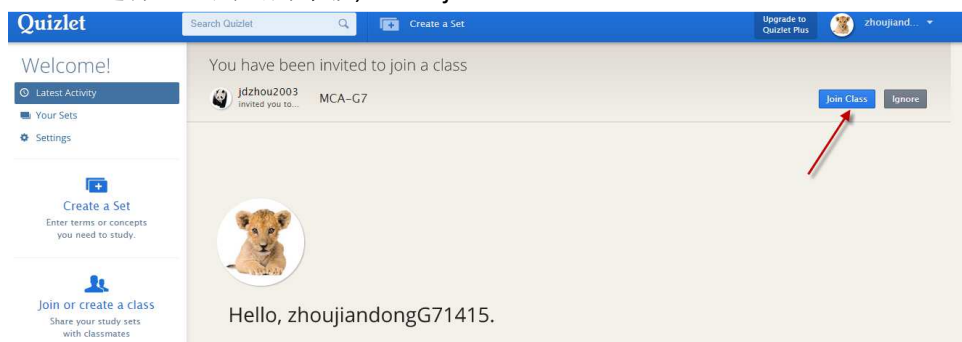 Quizlet
Search Quizlet
Create a Set
Upgrade to
Quizlet Plus
zhoujiand...
Welcome!
Latest Activity
Your Sets
Settings
Create a Set
Enter terms or concepts
you need to study.
Join or create a class
Share your study sets
with classmates
You have been invited to join a class
jdzhou2003
invited you to...
MCA-G7
Join Class
Ignore
Hello, zhoujiandongG71415.